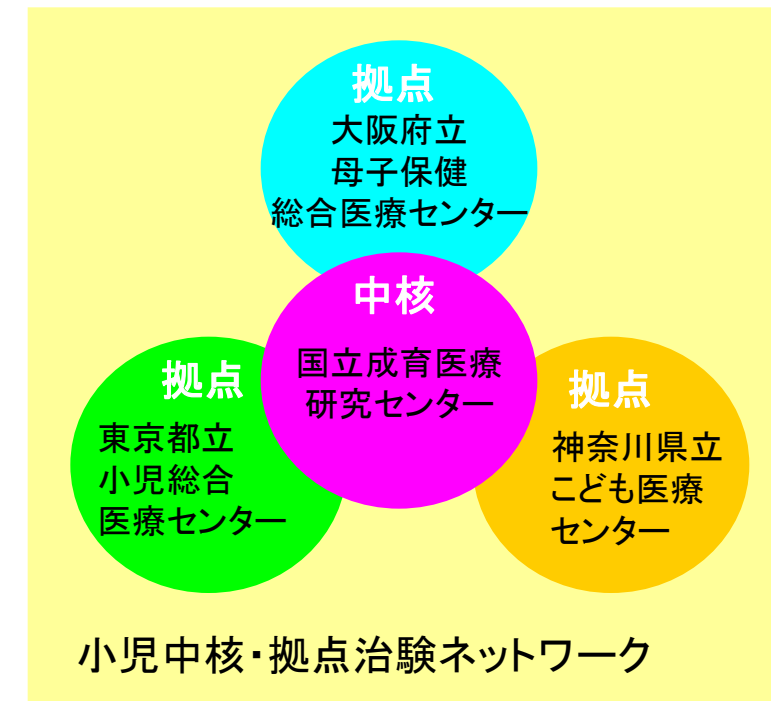 拠点
大阪府立
母子保健
総合医療センター
中核
国立成育医療
研究センター
拠点
東京都立
小児総合
医療センター
拠点
神奈川県立
こども医療
センター
小児中核・拠点治験ネットワーク